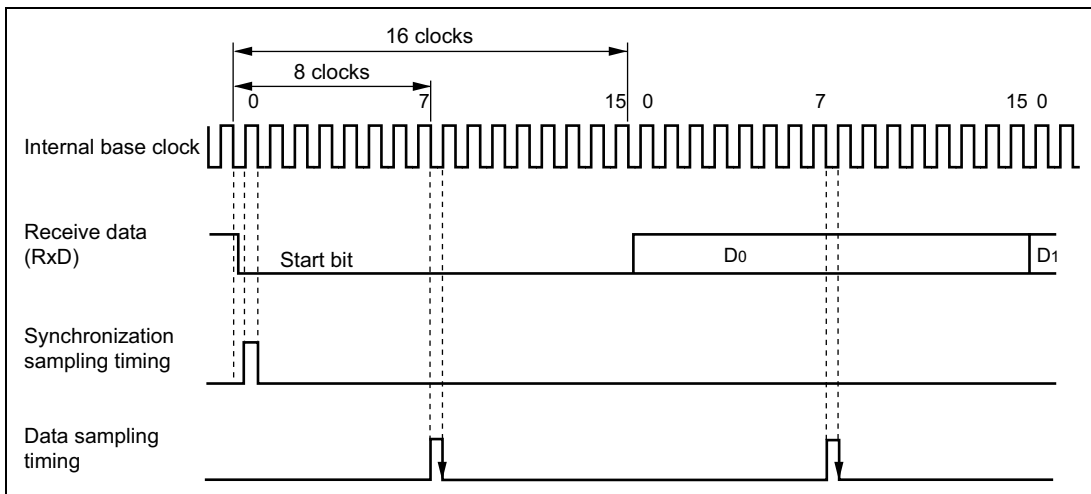 16 clocks
8 clocks
0 7 15 0 7 15 0
Internal base clock
Receive data
(RxD)
Start bit D0 D1
Synchronization
sampling timing
Data sampling
timing